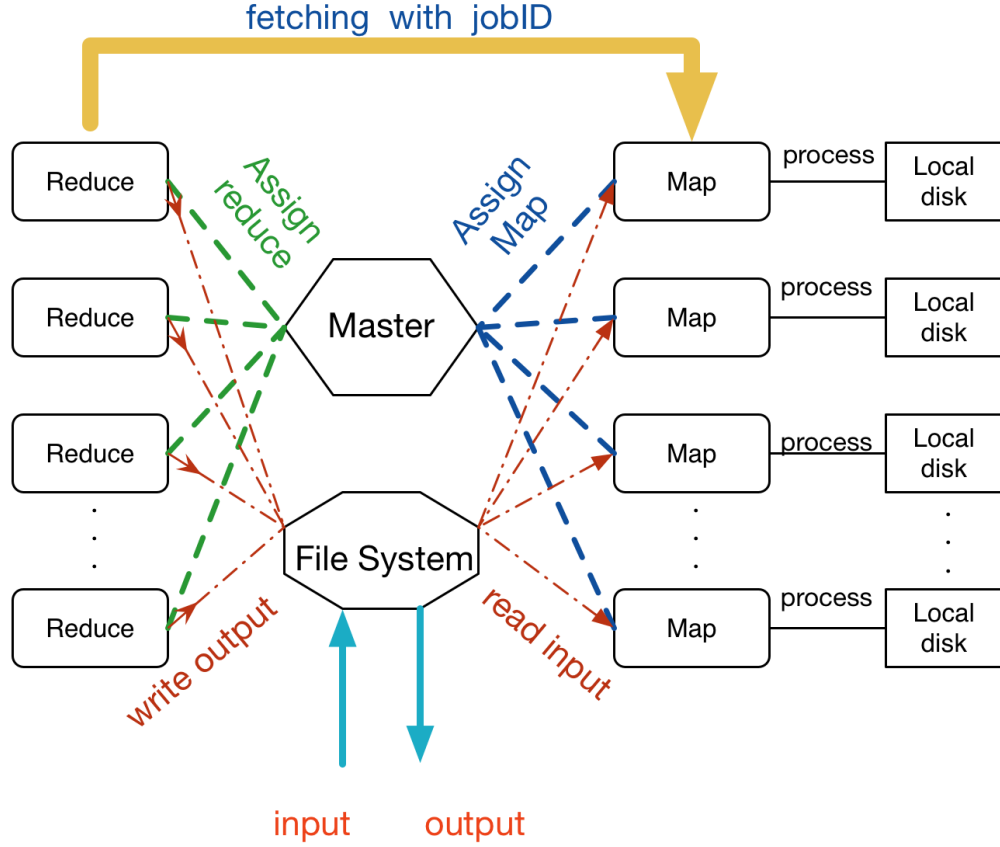 fetching with jobID
Reduce
Assign
reduce
Assign
Map
Map
process
Local
disk
Reduce
Master
Map
process
Local
disk
Reduce
Map
process
Local
disk
File System
Reduce
write output
read input
Map
process
Local
disk
input
output